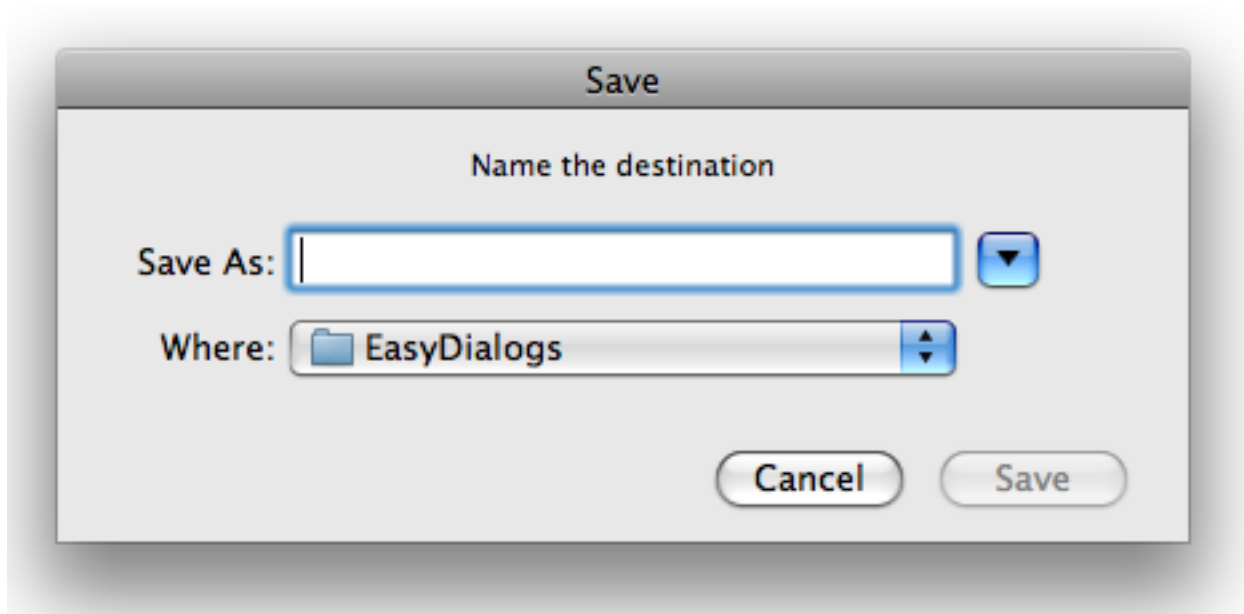 Save
Name the destination
Save As:
Where: EasyDialogs
Cancel Save